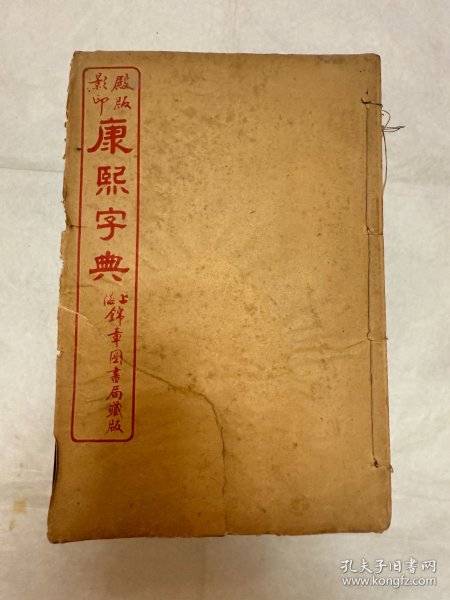 殿版
影印
康熙字典
上海
錦章圖書局藏版
孔夫子旧书网
www.kongfz.com